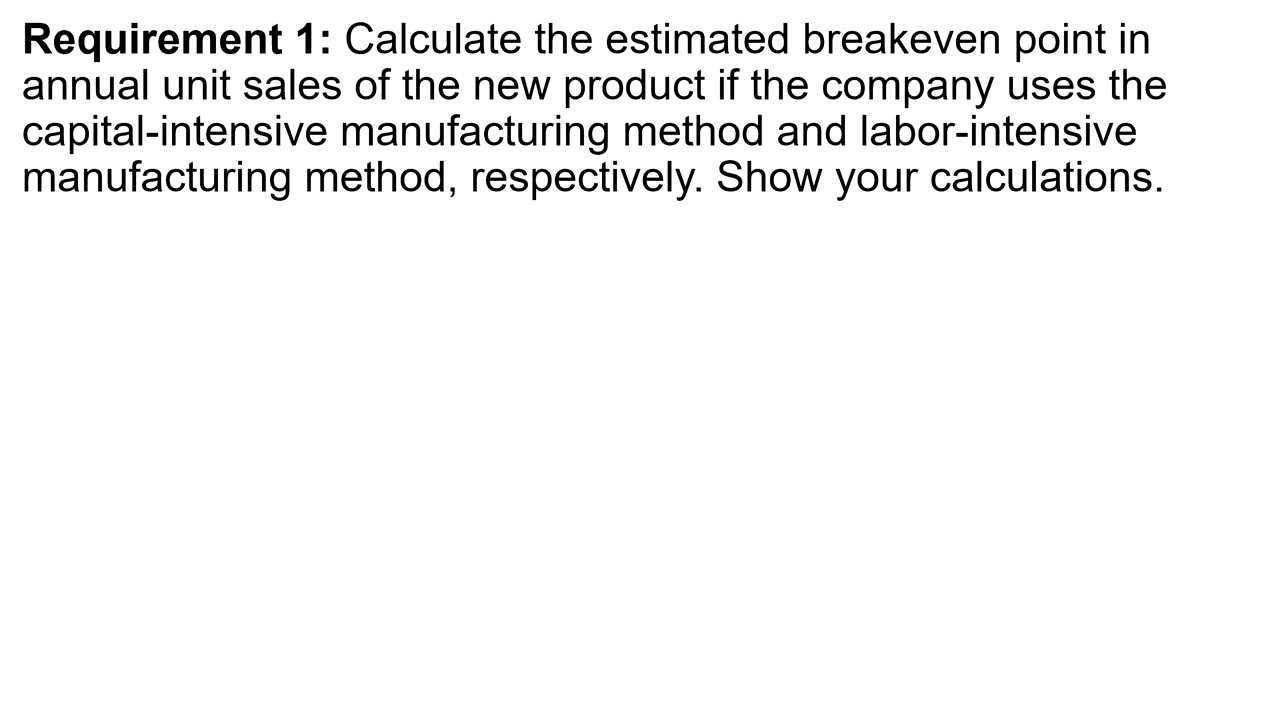 Requirement 1: Calculate the estimated breakeven point in
annual unit sales of the new product if the company uses the
capital-intensive manufacturing method and labor-intensive
manufacturing method, respectively. Show your calculations.